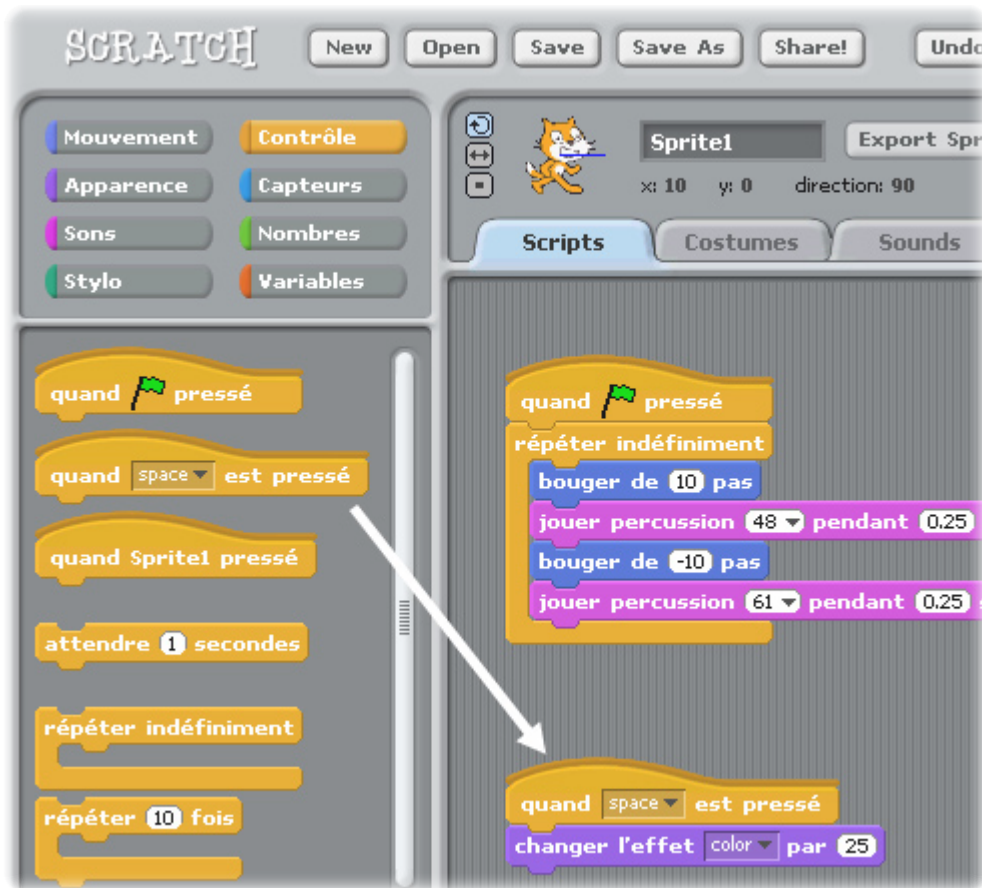 SCRATCH New Open Save Save As Share! Undo
Mouvement Contrôle
Apparence Capteurs
Sons Nombres
Stylo Variables
Sprite1 Export Spr
x: 10 y: 0 direction: 90
Scripts Costumes Sounds
quand pressé
quand space est pressé
quand Sprite1 pressé
attendre 1 secondes
répéter indéfiniment
répéter 10 fois
quand pressé
répéter indéfiniment
bouger de 10 pas
jouer percussion 48 pendant 0.25
bouger de -10 pas
jouer percussion 61 pendant 0.25 s
quand space est pressé
changer l'effet color par 25